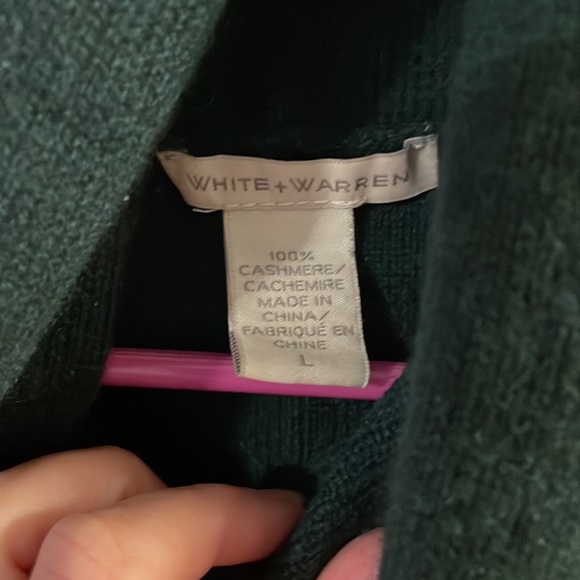 WHITE + WARREN
100%
CASHMERE/
CACHEMIRE
MADE IN
CHINA/
FABRIQUÉ EN
CHINE
L